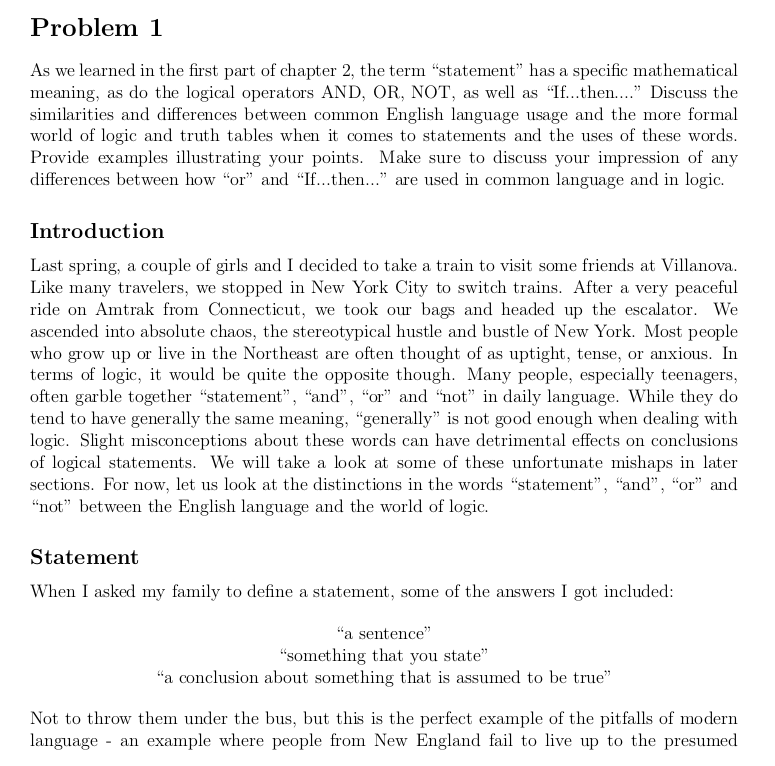 Problem 1
As we learned in the first part of chapter 2, the term “statement” has a specific mathematical
meaning, as do the logical operators AND, OR, NOT, as well as “If...then....” Discuss the
similarities and differences between common English language usage and the more formal
world of logic and truth tables when it comes to statements and the uses of these words.
Provide examples illustrating your points. Make sure to discuss your impression of any
differences between how “or” and “If...then...” are used in common language and in logic.
Introduction
Last spring, a couple of girls and I decided to take a train to visit some friends at Villanova.
Like many travelers, we stopped in New York City to switch trains. After a very peaceful
ride on Amtrak from Connecticut, we took our bags and headed up the escalator. We
ascended into absolute chaos, the stereotypical hustle and bustle of New York. Most people
who grow up or live in the Northeast are often thought of as uptight, tense, or anxious. In
terms of logic, it would be quite the opposite though. Many people, especially teenagers,
often garble together “statement”, “and”, “or” and “not” in daily language. While they do
tend to have generally the same meaning, “generally” is not good enough when dealing with
logic. Slight misconceptions about these words can have detrimental effects on conclusions
of logical statements. We will take a look at some of these unfortunate mishaps in later
sections. For now, let us look at the distinctions in the words “statement”, “and”, “or” and
“not” between the English language and the world of logic.
Statement
When I asked my family to define a statement, some of the answers I got included:
“a sentence”
“something that you state”
“a conclusion about something that is assumed to be true”
Not to throw them under the bus, but this is the perfect example of the pitfalls of modern
language - an example where people from New England fail to live up to the presumed